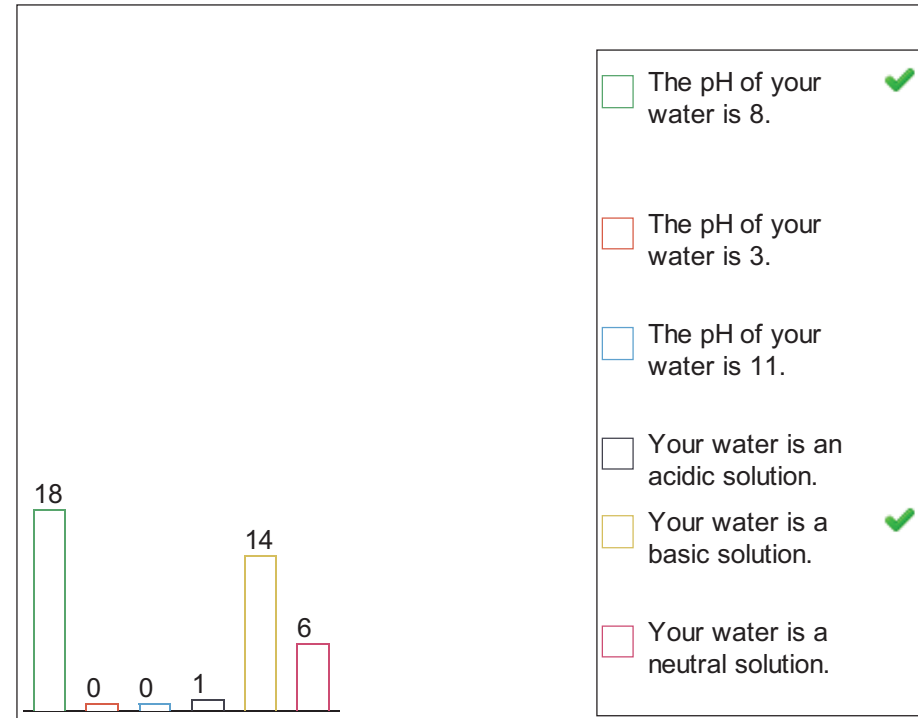 18
0
0
1
14
6
The pH of your
water is 8.
The pH of your
water is 3.
The pH of your
water is 11.
Your water is an
acidic solution.
Your water is a
basic solution.
Your water is a
neutral solution.